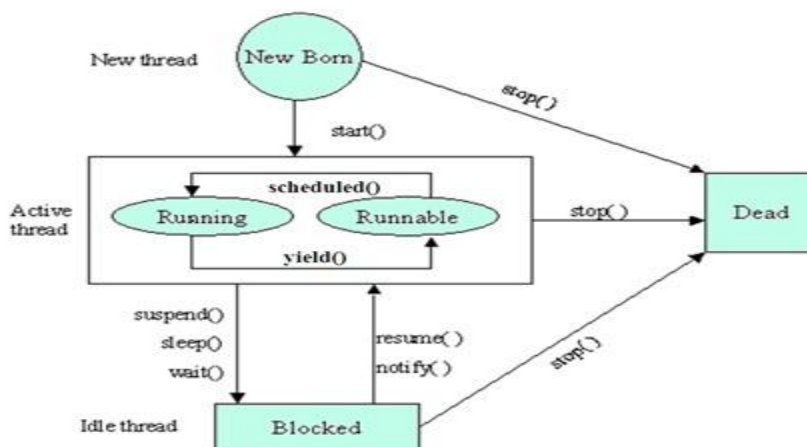 New Born
New thread
stop()
start()
scheduled()
Running
Runnable
Active
thread
stop()
Dead
yield()
suspend()
sleep()
wait()
resume()
notify()
stop()
Idle thread
Blocked